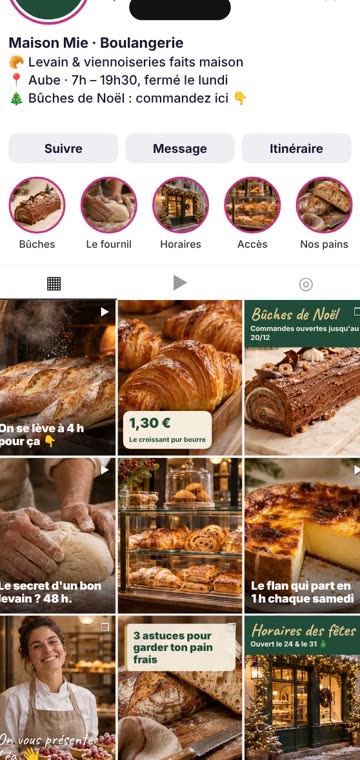 Maison Mie · Boulangerie
🥐 Levain & viennoiseries faits maison
📍 Aube · 7h – 19h30, fermé le lundi
🎄 Bûches de Noël : commandez ici 👇
Suivre
Message
Itinéraire
Bûches
Le fournil
Horaires
Accès
Nos pains
On se lève à 4 h
pour ça 👇
1,30 €
Le croissant pur beurre
Bûches de Noël
Commandes ouvertes jusqu'au
20/12
Le secret d'un bon
levain ? 48 h.
Le flan qui part en
1 h chaque samedi
On vous présente
Léa
3 astuces pour
garder ton pain
frais
Horaires des fêtes
Ouvert le 24 & le 31 🎄